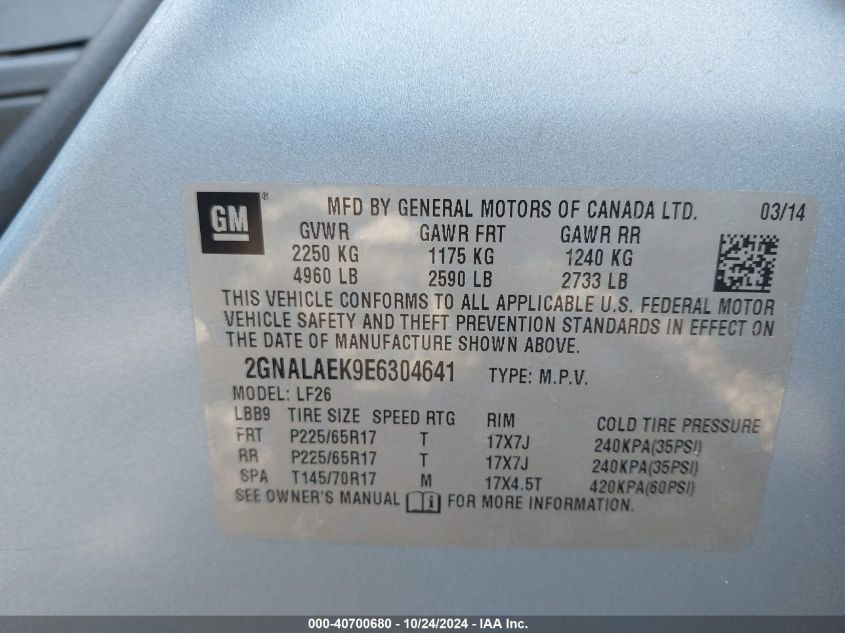 GM ® MFD BY GENERAL MOTORS OF CANADA LTD. 03/14
GVWR GAWR FRT GAWR RR
2250 KG 1175 KG 1240 KG
4960 LB 2590 LB 2733 LB
THIS VEHICLE CONFORMS TO ALL APPLICABLE U.S. FEDERAL MOTOR
VEHICLE SAFETY AND THEFT PREVENTION STANDARDS IN EFFECT ON
THE DATE OF MANUFACTURE SHOWN ABOVE.
2GNALAEK9E6304641 TYPE: M.P.V.
MODEL: LF26
LBB9 TIRE SIZE SPEED RTG RIM COLD TIRE PRESSURE
FRT P225/65R17 T 17X7J 240KPA(35PSI)
RR P225/65R17 T 17X7J 240KPA(35PSI)
SPA T145/70R17 M 17X4.5T 420KPA(60PSI)
SEE OWNER'S MANUAL i FOR MORE INFORMATION.
000-40700680 - 10/24/2024 - IAA Inc.